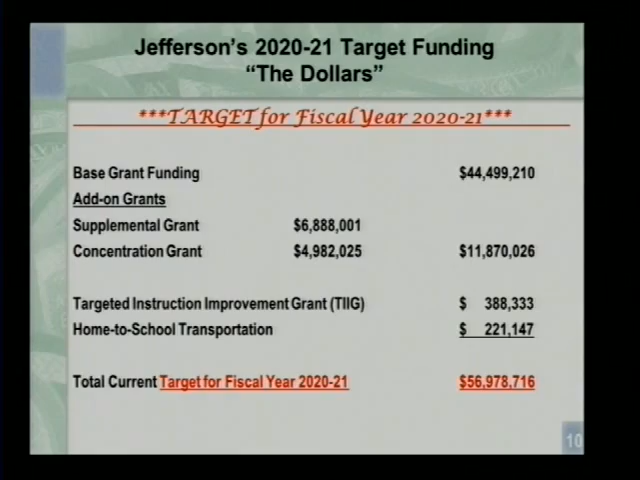 Jefferson's 2020-21 Target Funding
"The Dollars"
***TARGET for Fiscal Year 2020-21***
Base Grant Funding $44,499,210
Add-on Grants
Supplemental Grant $6,888,001
Concentration Grant $4,982,025 $11,870,026
Targeted Instruction Improvement Grant (TIIG) $ 388,333
Home-to-School Transportation $ 221,147
Total Current Target for Fiscal Year 2020-21 $56,978,716
10